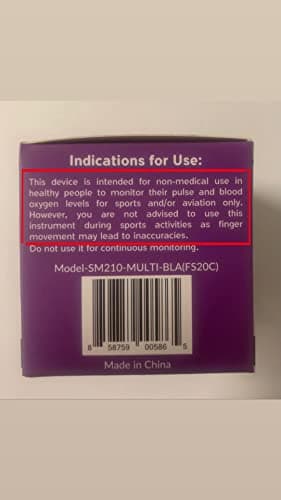 Indications for Use:
This device is intended for non-medical use in
healthy people to monitor their pulse and blood
oxygen levels for sports and/or aviation only.
However, you are not advised to use this
instrument during sports activities as finger
movement may lead to inaccuracies.
Do not use it for continuous monitoring.
Model-SM210-MULTI-BLA(FS20C)
8 58759 00586 5
Made in China